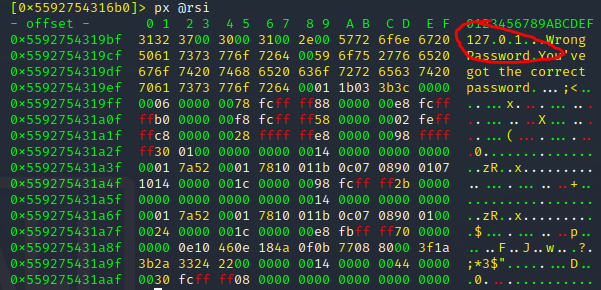 [0x5592754316b0]> px @rsi
- offset - 0 1 2 3 4 5 6 7 8 9 A B C D E F 0123456789ABCDEF
0x5592754319bf 3132 3700 3000 3100 2e00 5772 6f6e 6720 127.0.1...Wrong
0x5592754319cf 5061 7373 776f 7264 0059 6f75 2776 6520 Password.You've
0x5592754319df 676f 7420 7468 6520 636f 7272 6563 7420 got the correct
0x5592754319ef 7061 7373 776f 7264 0001 1b03 3b3c 0000 password....;<..
0x5592754319ff 0006 0000 0078 fcff ff88 0000 00e8 fcff .....x..........
0x559275431a0f ffb0 0000 00f8 fcff ff58 0000 0002 feff .........X......
0x559275431a1f ffc8 0000 0028 ffff ffe8 0000 0098 ffff .....(..........
0x559275431a2f ff30 0100 0000 0000 0014 0000 0000 0000 .0..............
0x559275431a3f 0001 7a52 0001 7810 011b 0c07 0890 0107 ..zR..x.........
0x559275431a4f 1014 0000 001c 0000 0098 fcff ff2b 0000 .............+..
0x559275431a5f 0000 0000 0000 0000 0014 0000 0000 0000 ................
0x559275431a6f 0001 7a52 0001 7810 011b 0c07 0890 0100 ..zR..x.........
0x559275431a7f 0024 0000 001c 0000 00e8 fbff ff70 0000 .$...........p..
0x559275431a8f 0000 0e10 460e 184a 0f0b 7708 8000 3f1a ....F..J..w...?.
0x559275431a9f 3b2a 3324 2200 0000 0014 0000 0044 0000 ;*3$"........D..
0x559275431aaf 0030 fcff ff08 0000 0000 0000 0000 0000 .0..............